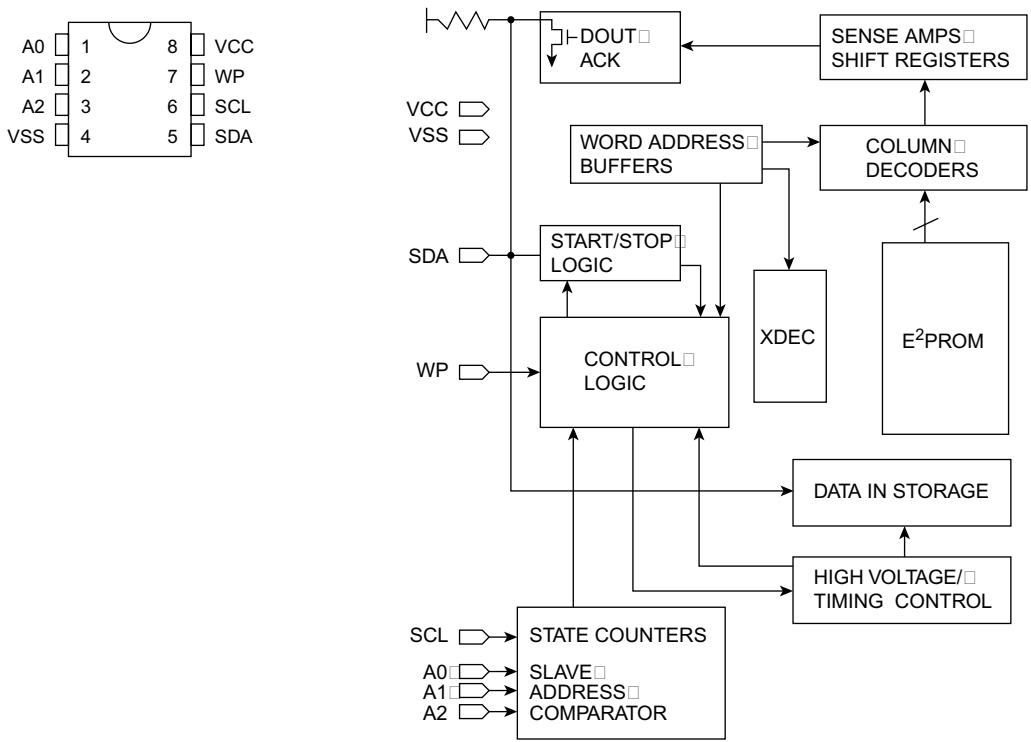 A0 1 8 VCC
A1 2 7 WP
A2 3 6 SCL
VSS 4 5 SDA
DOUT
ACK
SENSE AMPS
SHIFT REGISTERS
VCC
VSS
WORD ADDRESS
BUFFERS
COLUMN
DECODERS
SDA
START/STOP
LOGIC
XDEC
E²PROM
WP
CONTROL
LOGIC
DATA IN STORAGE
HIGH VOLTAGE/
TIMING CONTROL
SCL
STATE COUNTERS
A0
SLAVE
A1
ADDRESS
A2
COMPARATOR